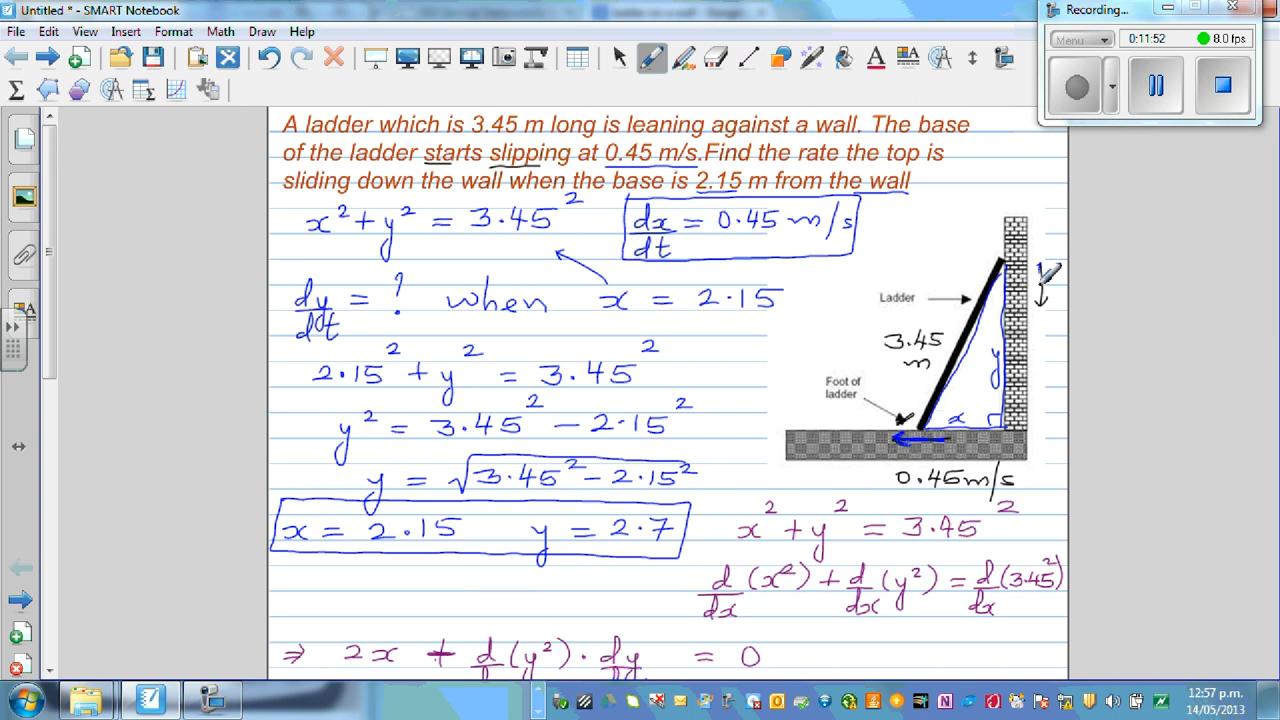 Untitled * - SMART Notebook
File Edit View Insert Format Math Draw Help
Recording...
Menu
0:11:52
8.0 fps
A ladder which is 3.45 m long is leaning against a wall. The base
of the ladder starts slipping at 0.45 m/s.Find the rate the top is
sliding down the wall when the base is 2.15 m from the wall
x² + y² = 3.45²
dx/dt = 0.45 m/s
dy/dt = ? when x = 2.15
2.15² + y² = 3.45²
y² = 3.45² - 2.15²
y = √3.45² - 2.15²
x = 2.15 y = 2.7
Ladder
3.45
m
y
Foot of
ladder
x
0.45m/s
x² + y² = 3.45²
d/dx (x²) + d/dx (y²) = d/dx (3.45²)
⇒ 2x + d/ (y²) · dy/ = 0
12:57 p.m.
14/05/2013